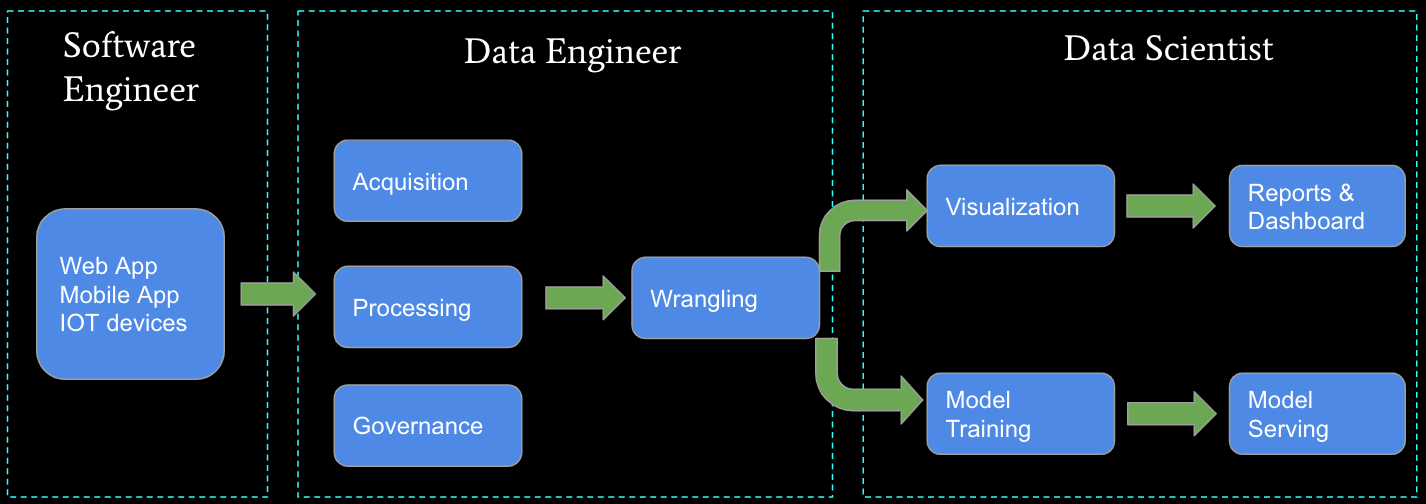 Software
Engineer
Data Engineer
Data Scientist
Web App
Mobile App
IOT devices
Acquisition
Processing
Governance
Wrangling
Visualization
Reports &
Dashboard
Model
Training
Model
Serving